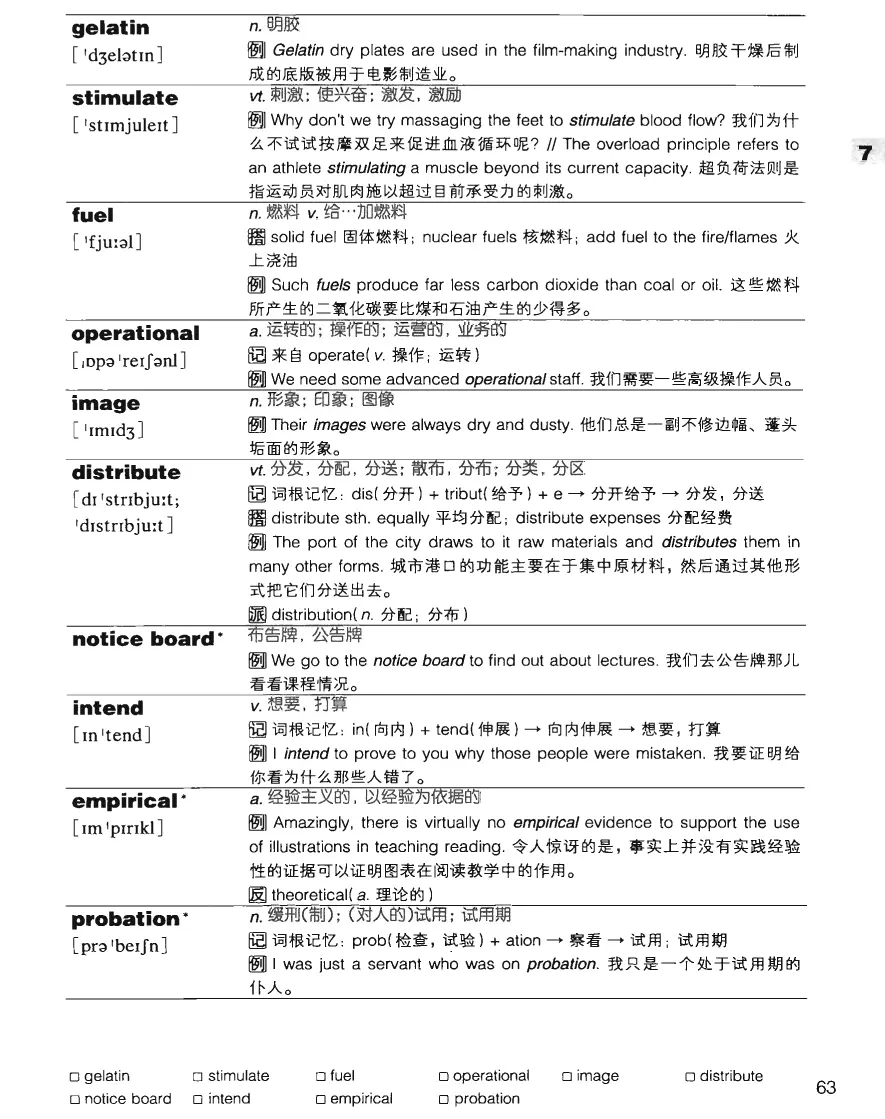 gelatin n. 明胶
[ ˈdʒelətɪn ] 例 Gelatin dry plates are used in the film-making industry. 明胶干燥后制
成的底版被用于电影制造业。
stimulate vt. 刺激；使兴奋；激发，激励
[ ˈstɪmjuleɪt ] 例 Why don't we try massaging the feet to stimulate blood flow? 我们为什
么不试试按摩双足来促进血液循环呢? // The overload principle refers to
7
an athlete stimulating a muscle beyond its current capacity. 超负荷法则是
指运动员对肌肉施以超过目前承受力的刺激。
fuel n. 燃料 v. 给…加燃料
[ ˈfjuːəl ] 搭 solid fuel 固体燃料；nuclear fuels 核燃料；add fuel to the fire/flames 火
上浇油
例 Such fuels produce far less carbon dioxide than coal or oil. 这些燃料
所产生的二氧化碳要比煤和石油产生的少得多。
operational a. 运转的；操作的；运营的，业务的
[ ˌɒpəˈreɪʃənl ] 记 来自 operate( v. 操作；运转 )
例 We need some advanced operational staff. 我们需要一些高级操作人员。
image n. 形象；印象；图像
[ ˈɪmɪdʒ ] 例 Their images were always dry and dusty. 他们总是一副不修边幅、蓬头
垢面的形象。
distribute vt. 分发，分配，分送；散布，分布；分类，分区
[ dɪˈstrɪbjuːt; 记 词根记忆：dis( 分开 ) + tribut( 给予 ) + e → 分开给予 → 分发，分送
ˈdɪstrɪbjuːt ] 搭 distribute sth. equally 平均分配；distribute expenses 分配经费
例 The port of the city draws to it raw materials and distributes them in
many other forms. 城市港口的功能主要在于集中原材料，然后通过其他形
式把它们分送出去。
派 distribution( n. 分配；分布 )
notice board* 布告牌，公告牌
例 We go to the notice board to find out about lectures. 我们去公告牌那儿
看看课程情况。
intend v. 想要，打算
[ ɪnˈtend ] 记 词根记忆：in( 向内 ) + tend( 伸展 ) → 向内伸展 → 想要，打算
例 I intend to prove to you why those people were mistaken. 我要证明给
你看为什么那些人错了。
empirical* a. 经验主义的，以经验为依据的
[ ɪmˈpɪrɪkl ] 例 Amazingly, there is virtually no empirical evidence to support the use
of illustrations in teaching reading. 令人惊讶的是，事实上并没有实践经验
性的证据可以证明图表在阅读教学中的作用。
反 theoretical( a. 理论的 )
probation* n. 缓刑(制)；(对人的)试用；试用期
[ prəˈbeɪʃn ] 记 词根记忆：prob( 检查，试验 ) + ation → 察看 → 试用；试用期
例 I was just a servant who was on probation. 我只是一个处于试用期的
仆人。
□ gelatin □ stimulate □ fuel □ operational □ image □ distribute
□ notice board □ intend □ empirical □ probation
63